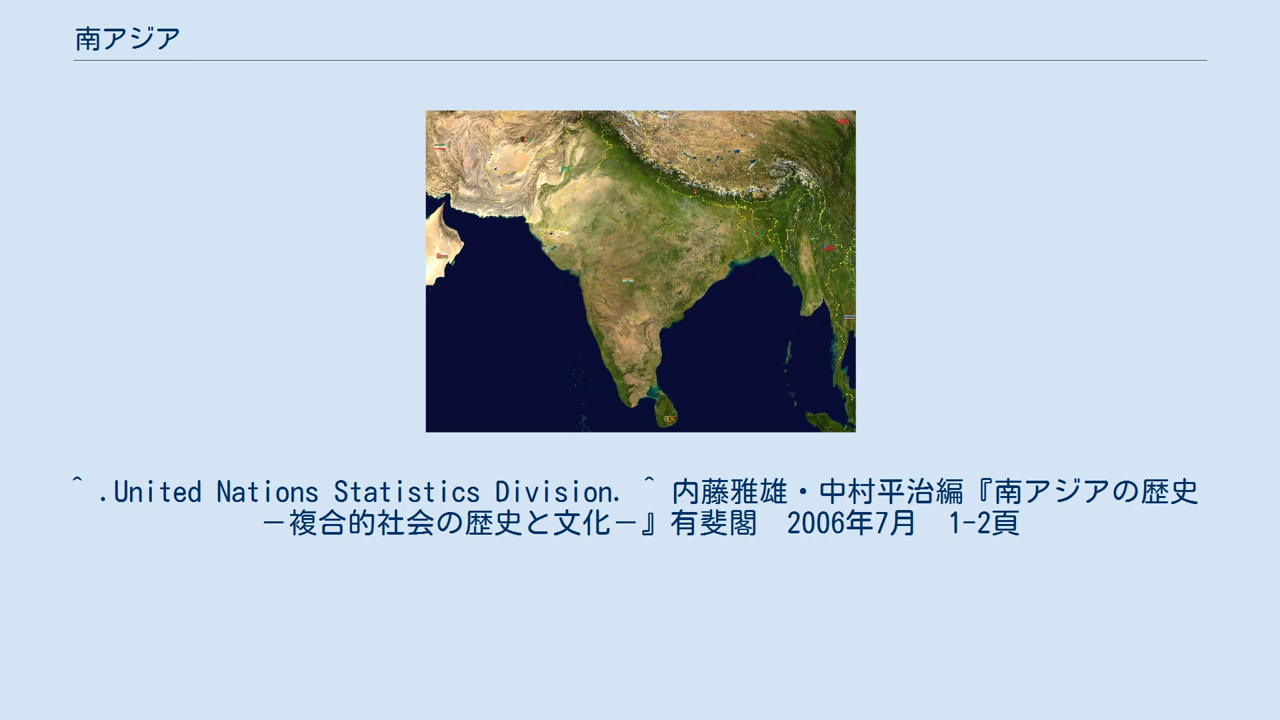 南アジア
^ .United Nations Statistics Division. ^ 内藤雅雄・中村平治編『南アジアの歴史
－複合的社会の歴史と文化－』有斐閣　2006年7月　1-2頁